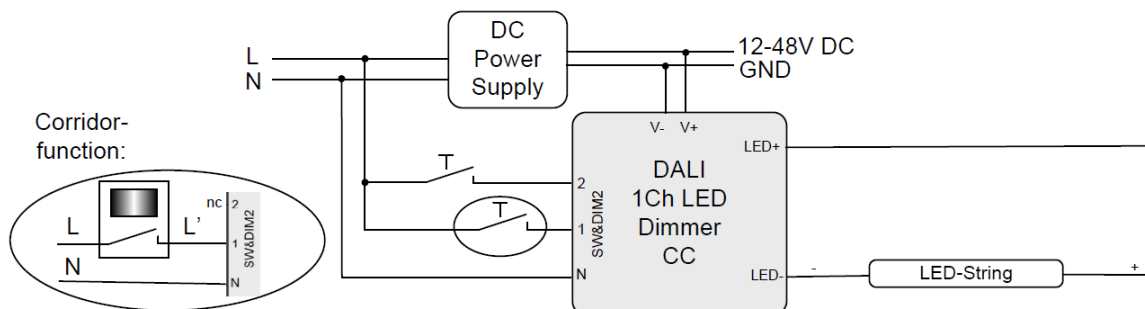 DC
Power
Supply
L
N
12-48V DC
GND
Corridor-
function:
nc
2
L
L’
1
N
N
SW&DIM2
V-
V+
LED+
DALI
1Ch LED
Dimmer
CC
2
1
N
SW&DIM2
LED-
-
LED-String
+